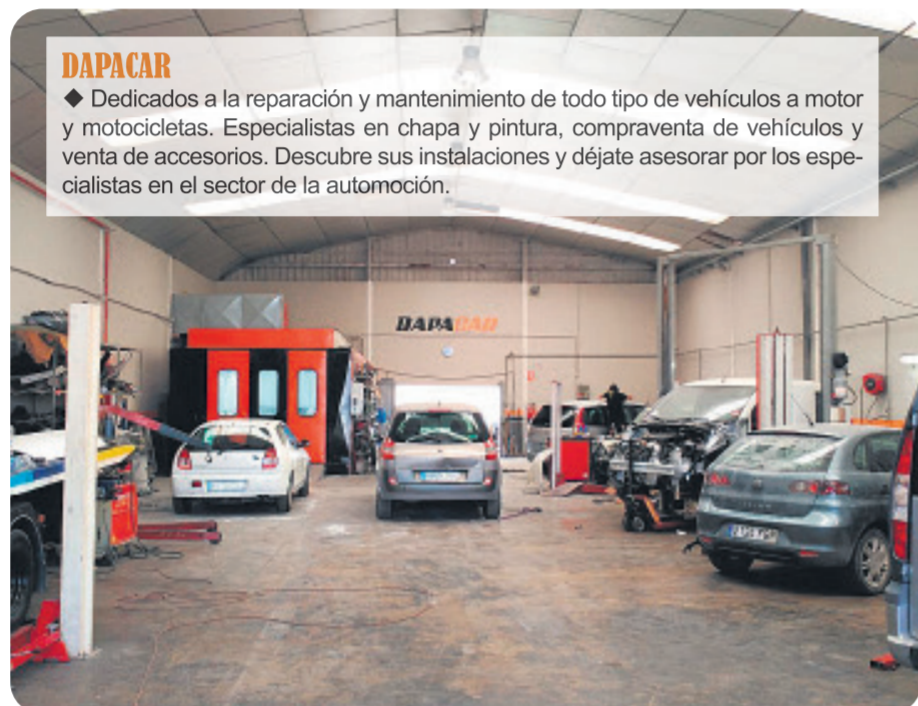 DAPACAR
◆ Dedicados a la reparación y mantenimiento de todo tipo de vehículos a motor
y motocicletas. Especialistas en chapa y pintura, compraventa de vehículos y
venta de accesorios. Descubre sus instalaciones y déjate asesorar por los espe-
cialistas en el sector de la automoción.
DAPACAR